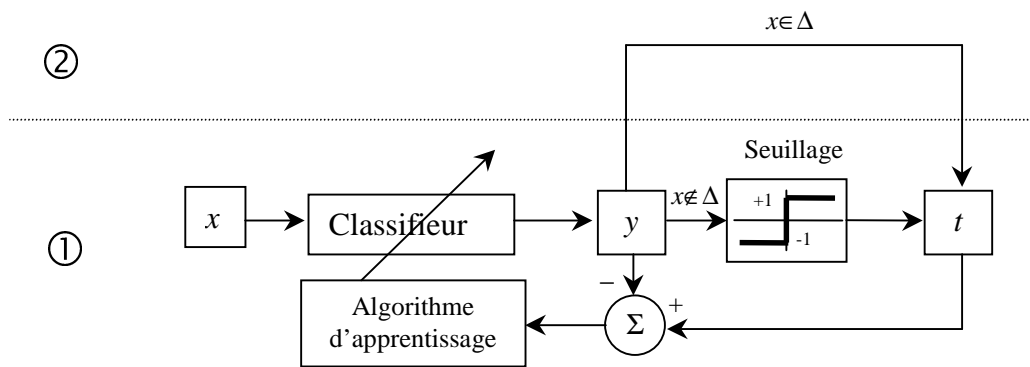 x∈ Δ
②
Seuillage
x
Classifieur
y
x∉ Δ
+1
-1
t
①
−
+
Σ
Algorithme
d’apprentissage